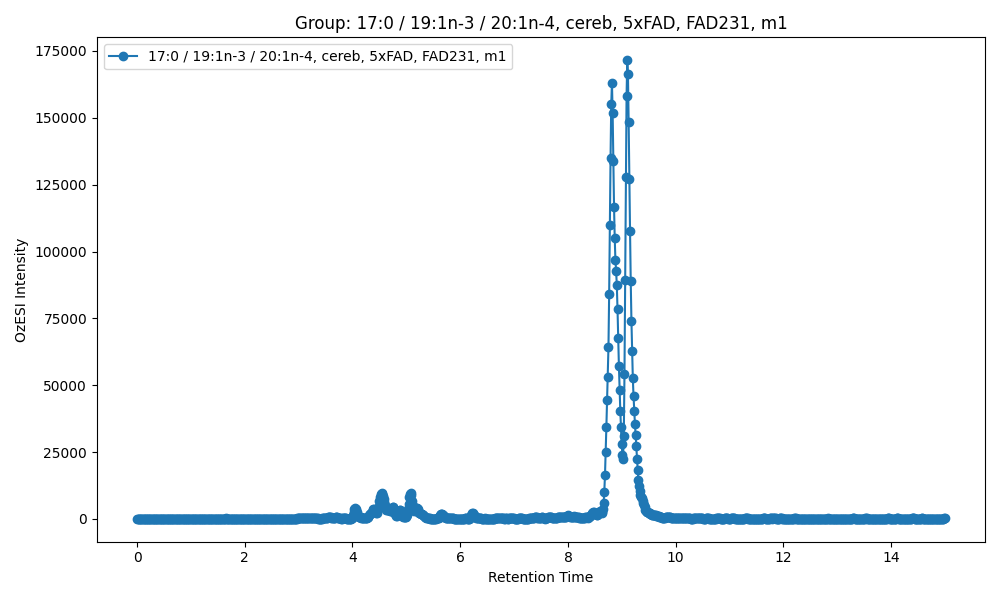 Group: 17:0 / 19:1n-3 / 20:1n-4, cereb, 5xFAD, FAD231, m1
17:0 / 19:1n-3 / 20:1n-4, cereb, 5xFAD, FAD231, m1
175000
150000
125000
100000
75000
50000
25000
0
OzESI Intensity
0 2 4 6 8 10 12 14
Retention Time